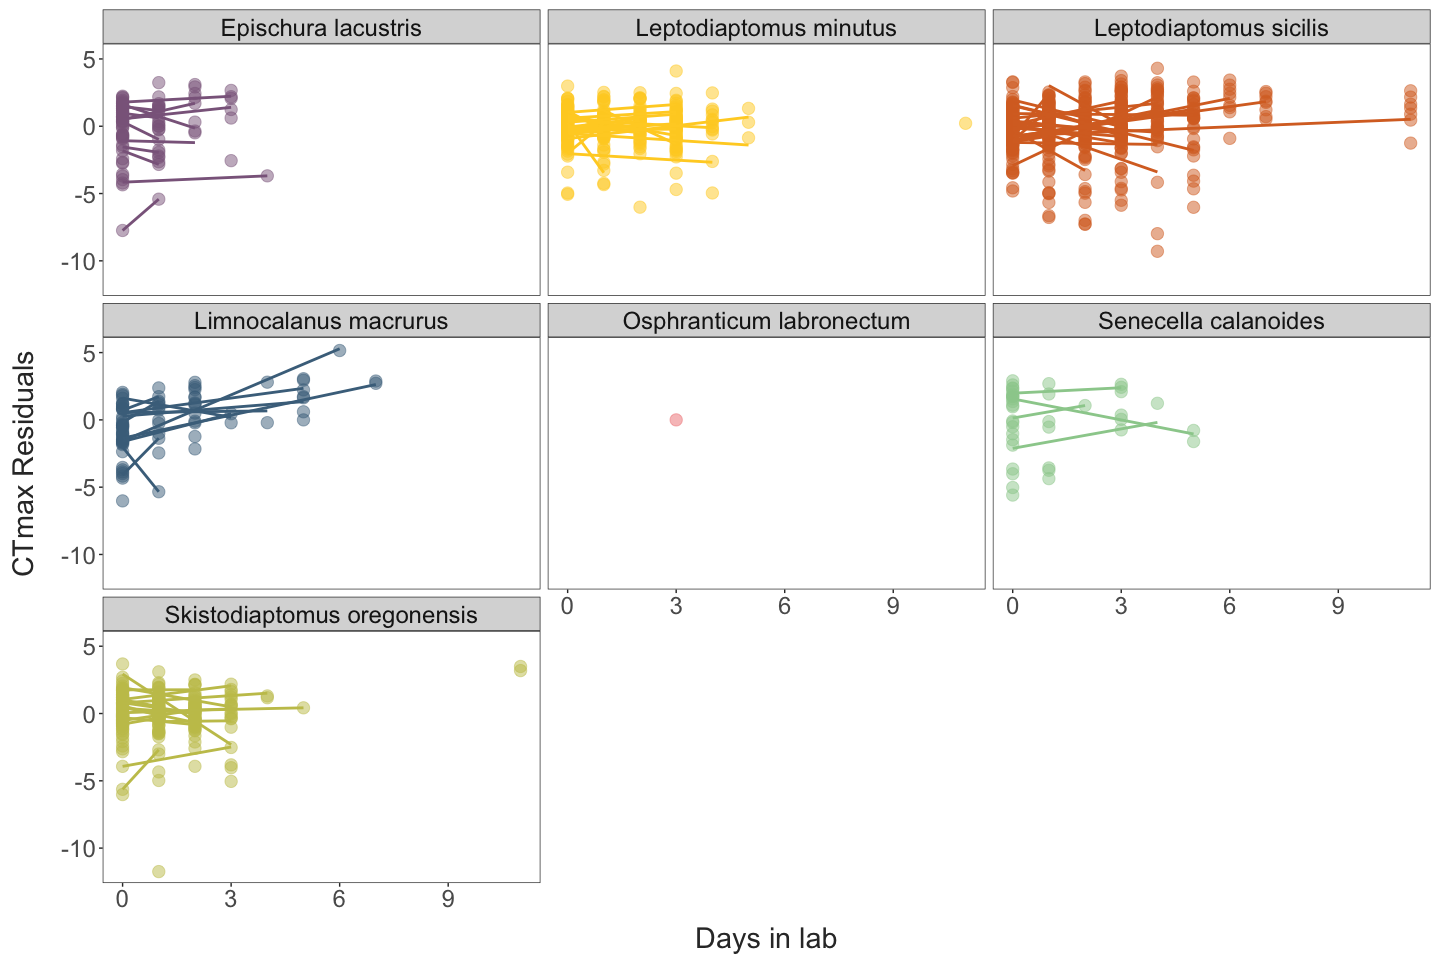 Epischura lacustris
Leptodiaptomus minutus
Leptodiaptomus sicilis
5
0
-5
-10
Limnocalanus macrurus
Osphranticum labronectum
Senecella calanoides
5
0
-5
-10
0 3 6 9
0 3 6 9
Skistodiaptomus oregonensis
5
0
-5
-10
0 3 6 9
CTmax Residuals
Days in lab